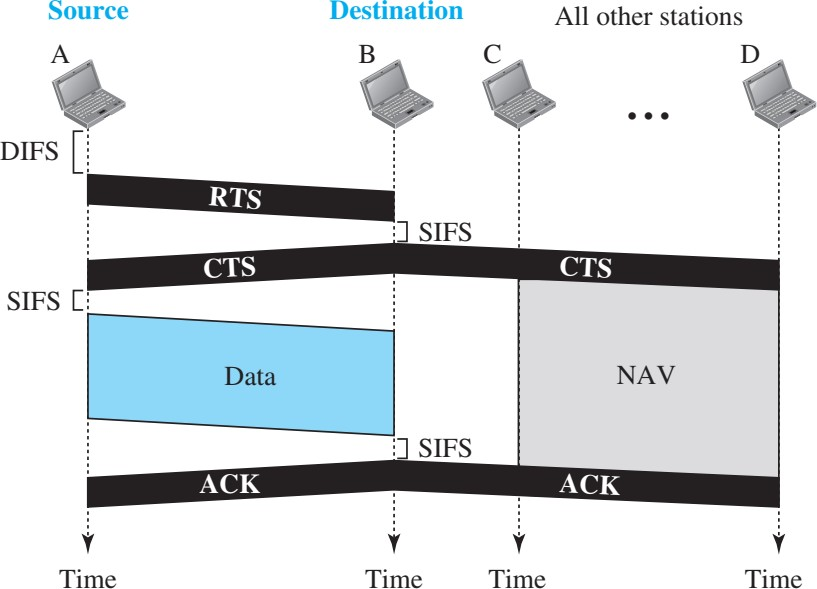 Source
Destination
All other stations
A
B
C
D
...
DIFS
RTS
SIFS
CTS
CTS
SIFS
Data
NAV
SIFS
ACK
ACK
Time
Time
Time
Time